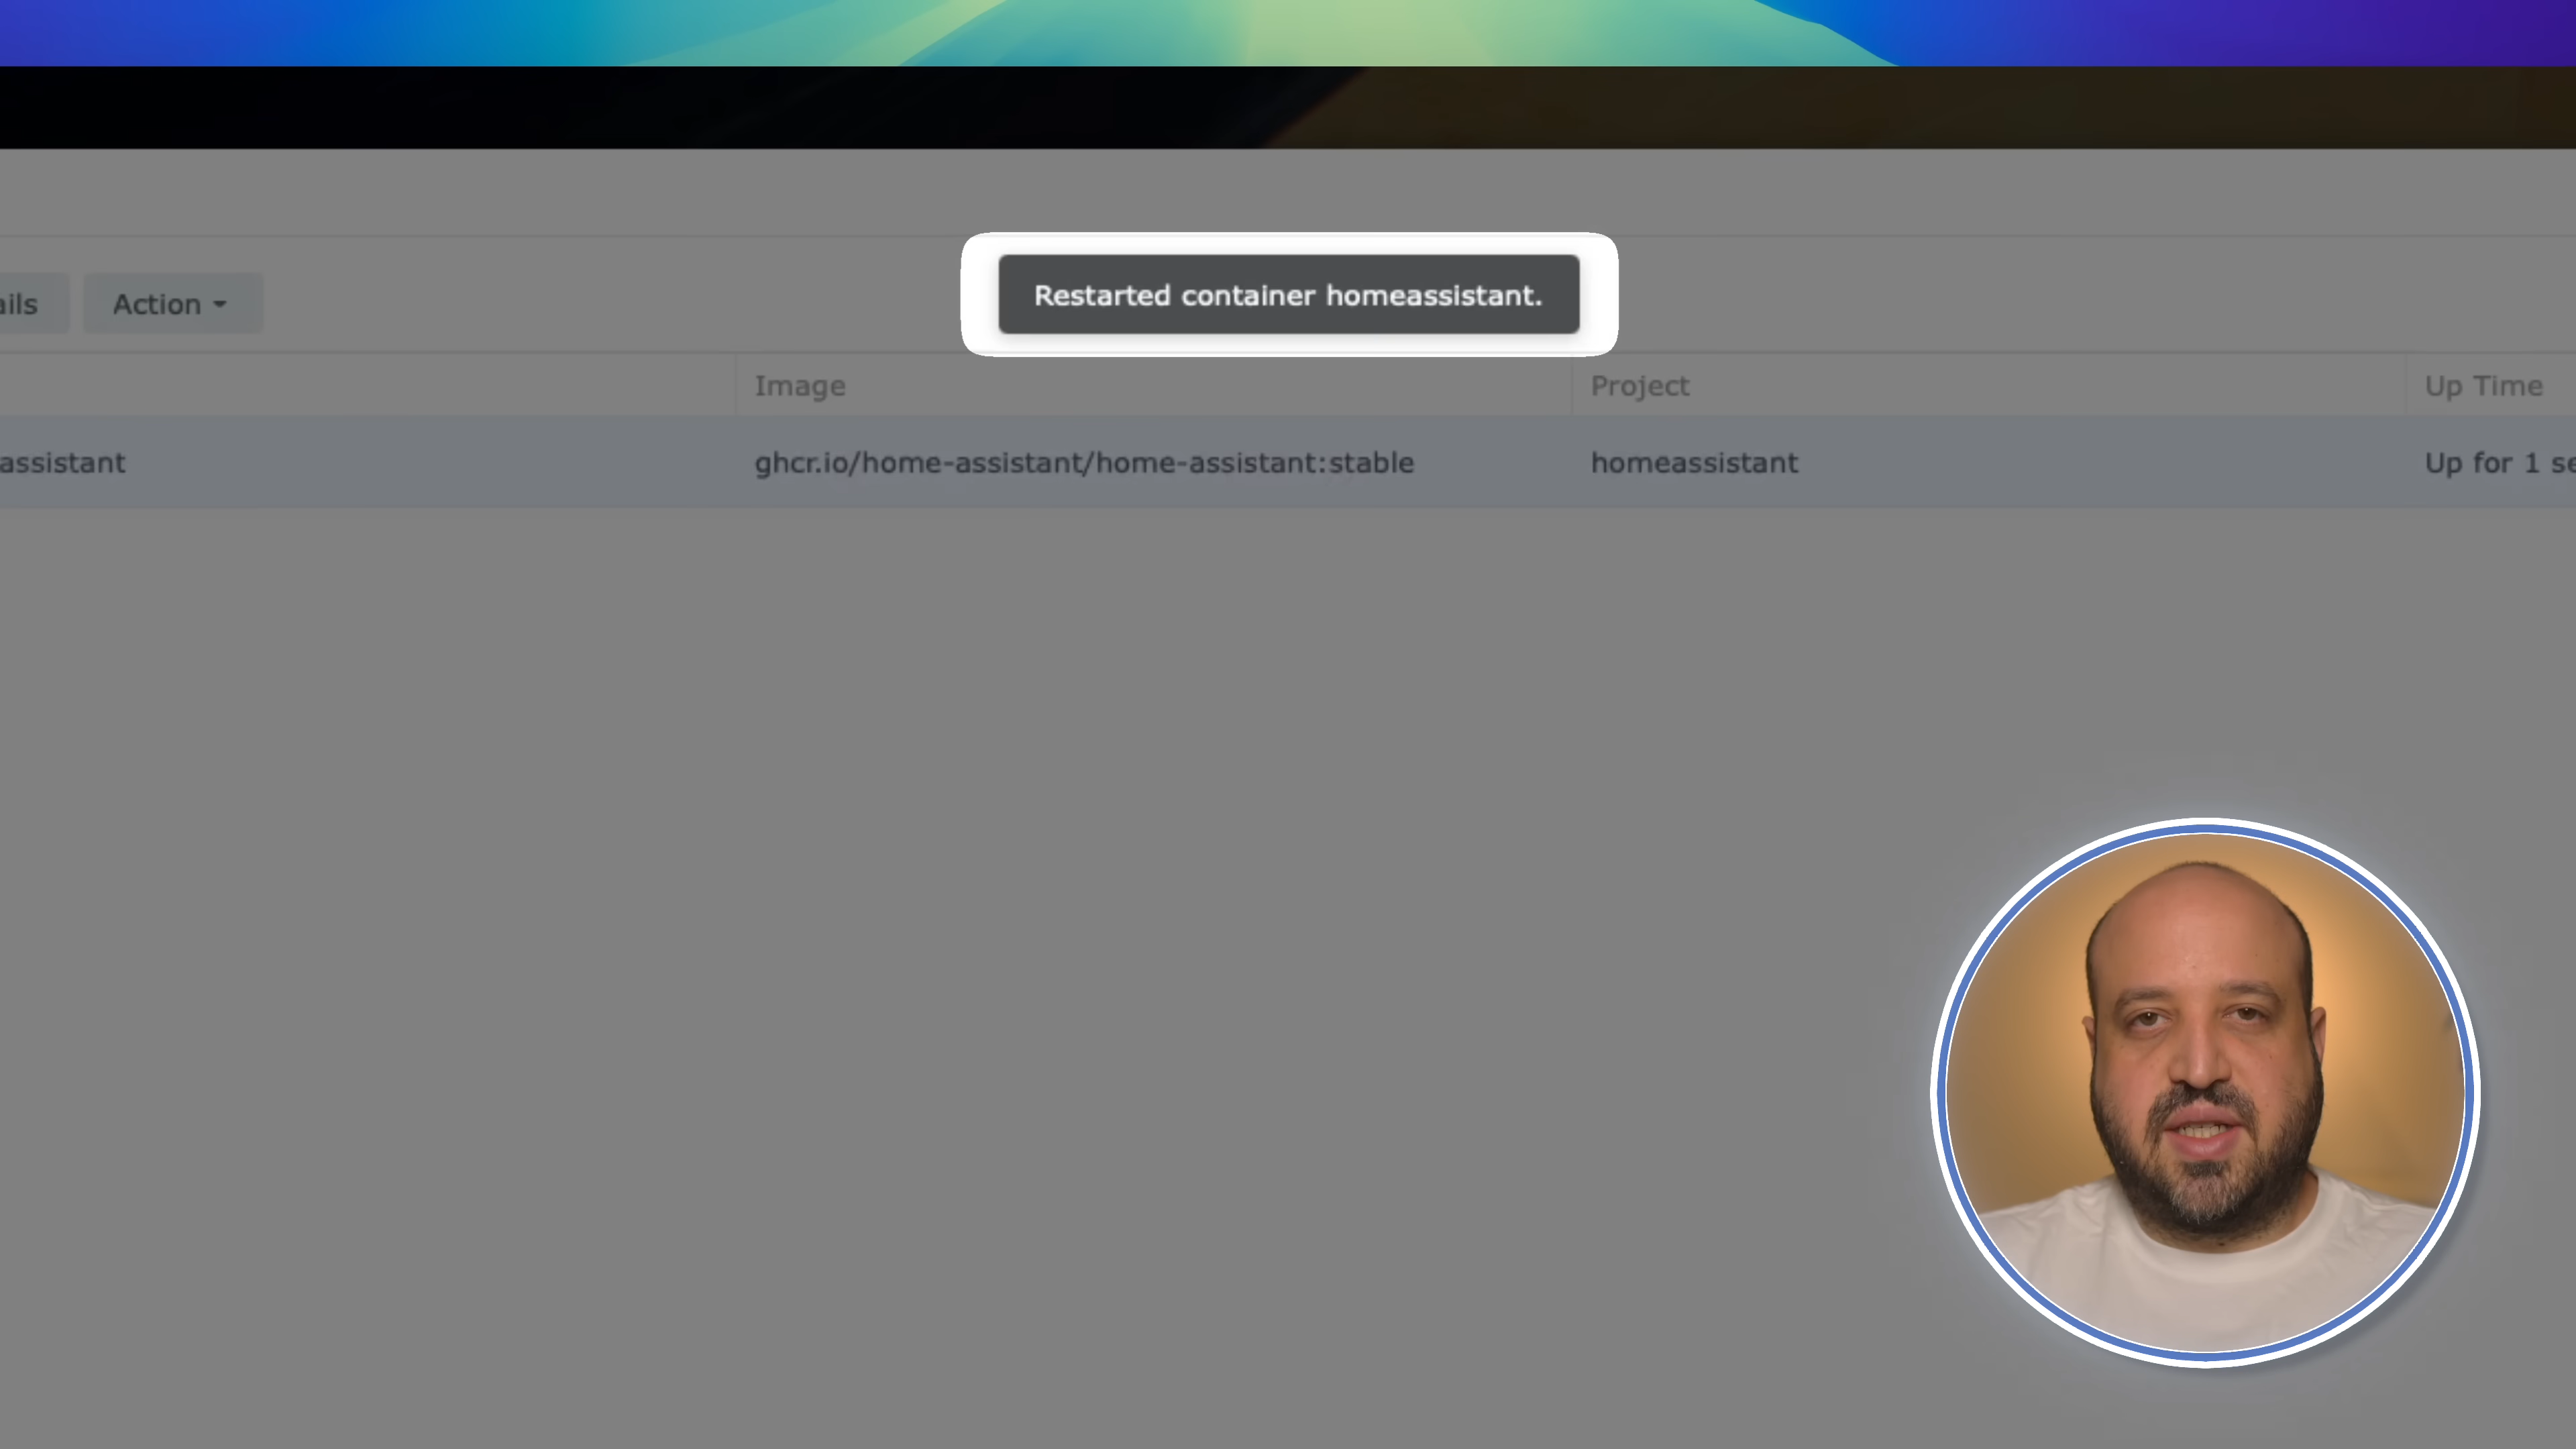 Restarted container homeassistant.
ails Action
Image Project Up Time
assistant ghcr.io/home-assistant/home-assistant:stable homeassistant Up for 1 se